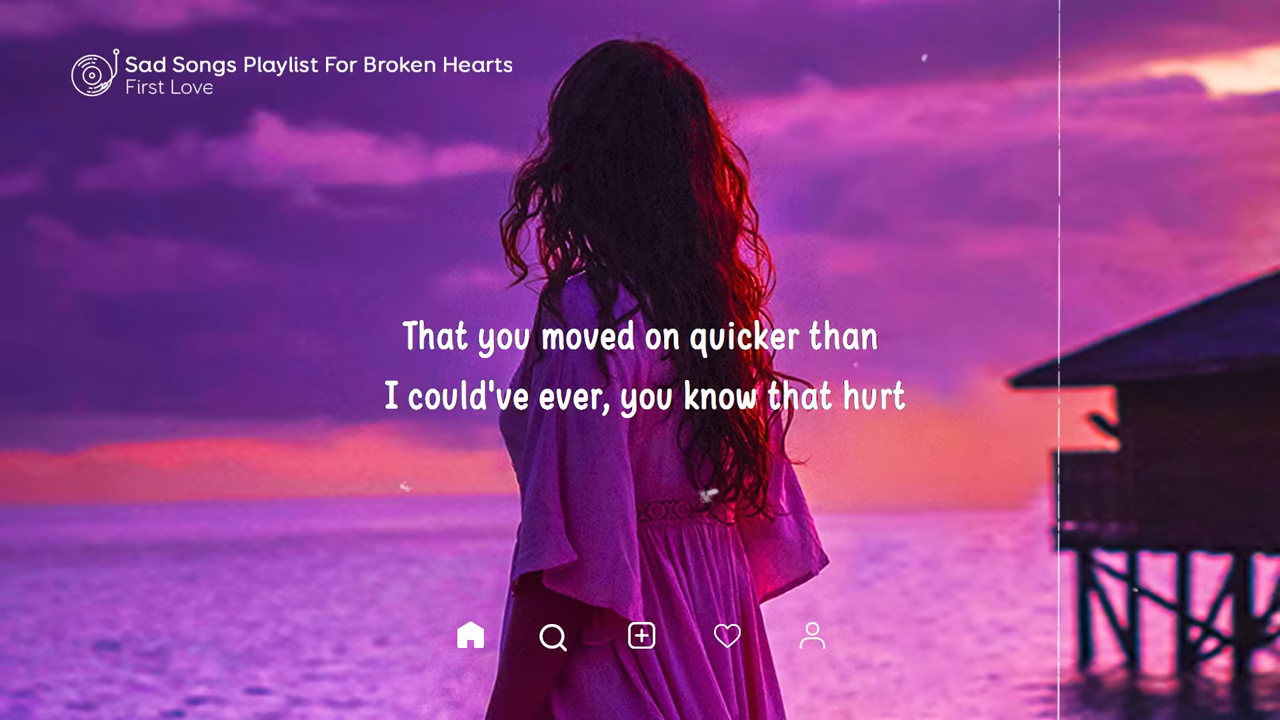 Sad Songs Playlist For Broken Hearts
First Love
That you moved on quicker than
I could've ever, you know that hurt